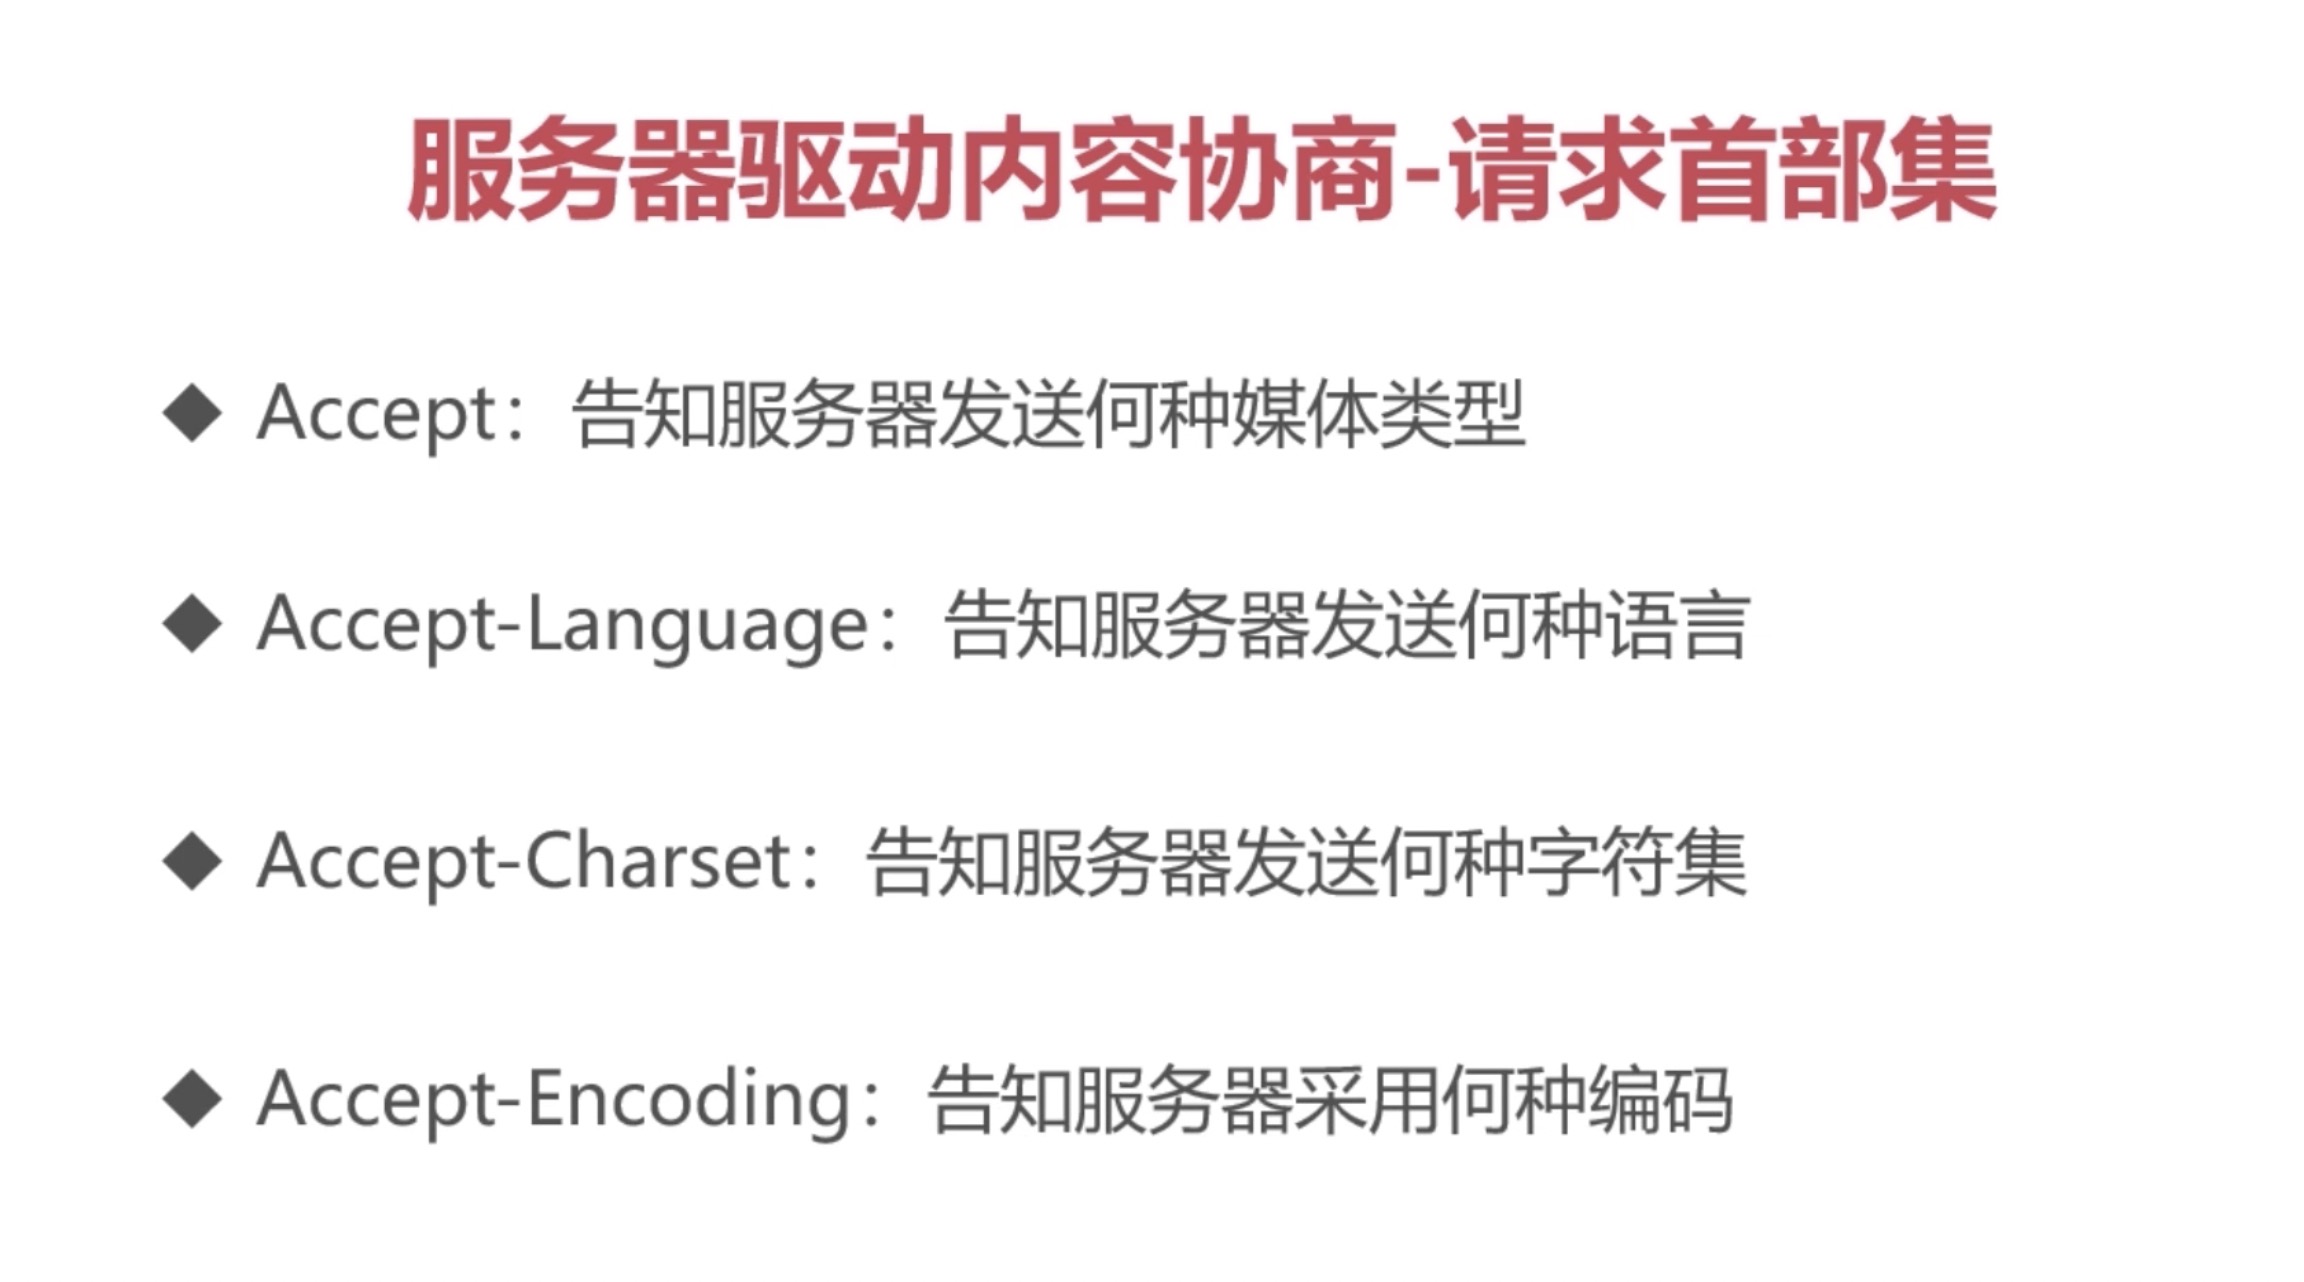 服务器驱动内容协商-请求首部集
◆ Accept：告知服务器发送何种媒体类型
◆ Accept-Language：告知服务器发送何种语言
◆ Accept-Charset：告知服务器发送何种字符集
◆ Accept-Encoding：告知服务器采用何种编码